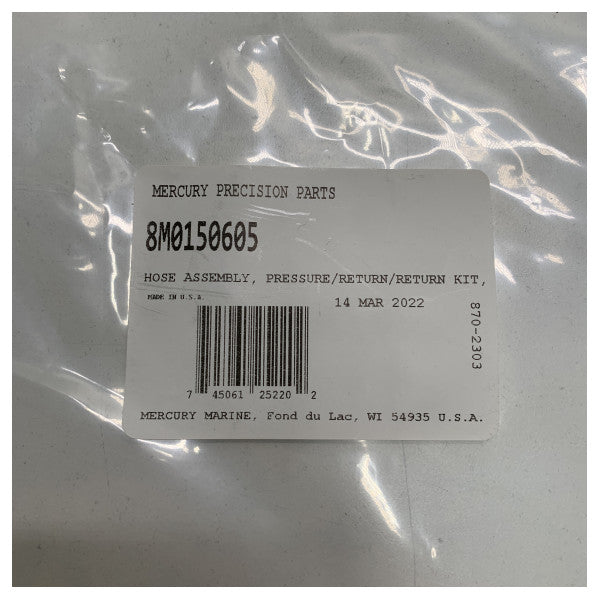 MERCURY PRECISION PARTS
8M0150605
HOSE ASSEMBLY, PRESSURE/RETURN/RETURN KIT,
MADE IN U.S.A.
14 MAR 2022
870-2303
7 45061 25220 2
MERCURY MARINE, Fond du Lac, WI 54935 U.S.A.